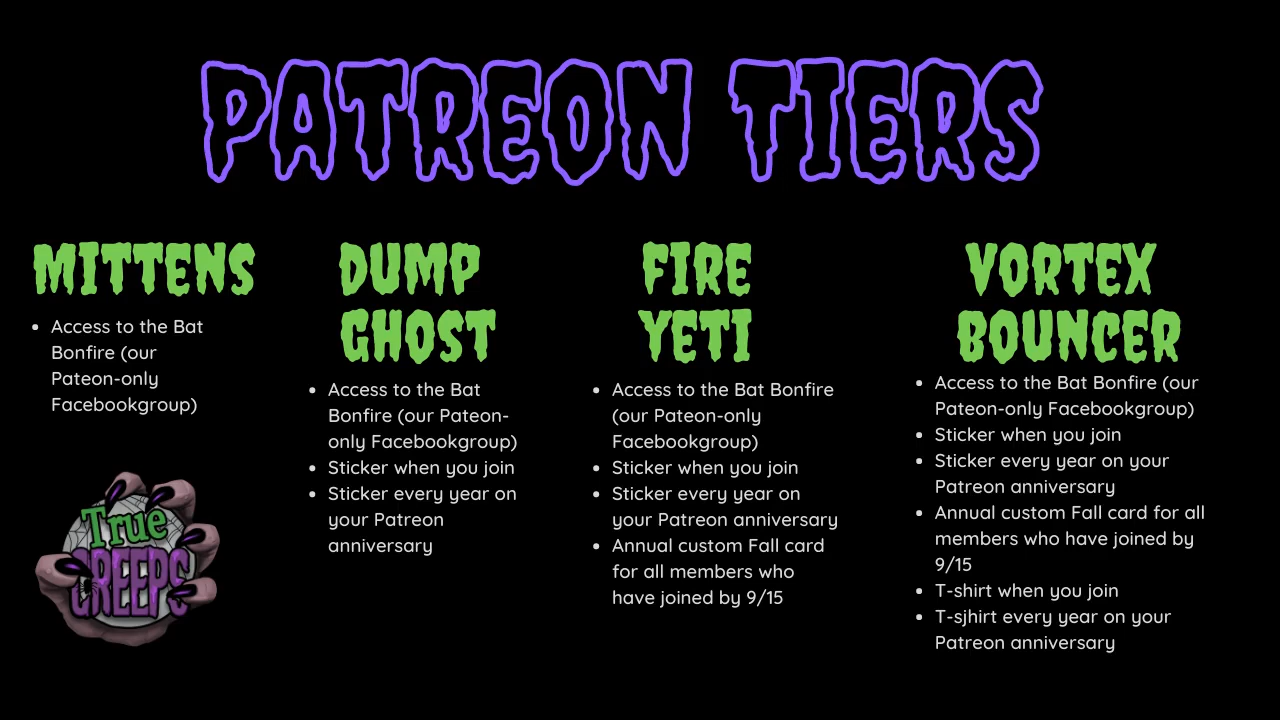 PATREON TIERS
MITTENS
• Access to the Bat
Bonfire (our
Pateon-only
Facebookgroup)
True
CREEPS
DUMP
GHOST
• Access to the Bat
Bonfire (our Pateon-
only Facebookgroup)
• Sticker when you join
• Sticker every year on
your Patreon
anniversary
FIRE
YETI
• Access to the Bat Bonfire
(our Pateon-only
Facebookgroup)
• Sticker when you join
• Sticker every year on
your Patreon anniversary
• Annual custom Fall card
for all members who
have joined by 9/15
VORTEX
BOUNCER
• Access to the Bat Bonfire (our
Pateon-only Facebookgroup)
• Sticker when you join
• Sticker every year on your
Patreon anniversary
• Annual custom Fall card for all
members who have joined by
9/15
• T-shirt when you join
• T-sjhirt every year on your
Patreon anniversary